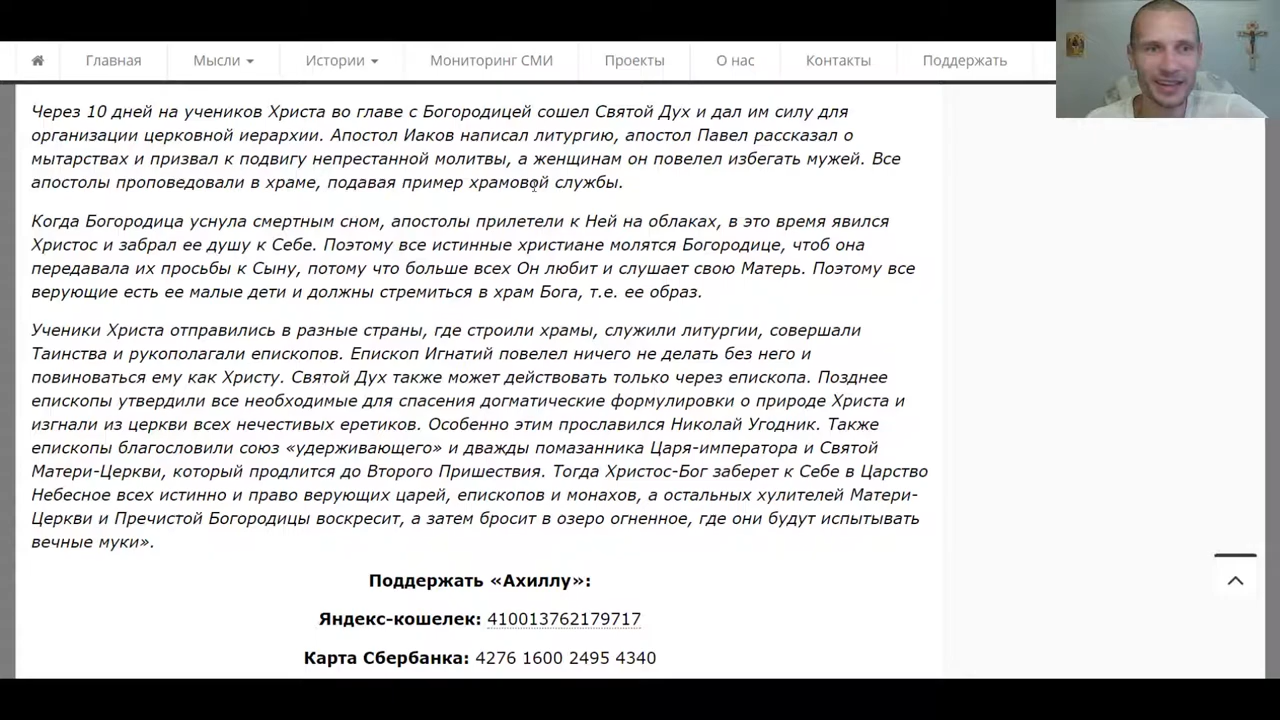 Главная
Мысли
Истории
Мониторинг СМИ
Проекты
О нас
Контакты
Поддержать
Через 10 дней на учеников Христа во главе с Богородицей сошел Святой Дух и дал им силу для
организации церковной иерархии. Апостол Иаков написал литургию, апостол Павел рассказал о
мытарствах и призвал к подвигу непрестанной молитвы, а женщинам он повелел избегать мужей. Все
апостолы проповедовали в храме, подавая пример храмовой службы.
Когда Богородица уснула смертным сном, апостолы прилетели к Ней на облаках, в это время явился
Христос и забрал ее душу к Себе. Поэтому все истинные христиане молятся Богородице, чтоб она
передавала их просьбы к Сыну, потому что больше всех Он любит и слушает свою Матерь. Поэтому все
верующие есть ее малые дети и должны стремиться в храм Бога, т.е. ее образ.
Ученики Христа отправились в разные страны, где строили храмы, служили литургии, совершали
Таинства и рукополагали епископов. Епископ Игнатий повелел ничего не делать без него и
повиноваться ему как Христу. Святой Дух также может действовать только через епископа. Позднее
епископы утвердили все необходимые для спасения догматические формулировки о природе Христа и
изгнали из церкви всех нечестивых еретиков. Особенно этим прославился Николай Угодник. Также
епископы благословили союз «удерживающего» и дважды помазанника Царя-императора и Святой
Матери-Церкви, который продлится до Второго Пришествия. Тогда Христос-Бог заберет к Себе в Царство
Небесное всех истинно и право верующих царей, епископов и монахов, а остальных хулителей Матери-
Церкви и Пречистой Богородицы воскресит, а затем бросит в озеро огненное, где они будут испытывать
вечные муки».
Поддержать «Ахиллу»:
Яндекс-кошелек: 410013762179717
Карта Сбербанка: 4276 1600 2495 4340